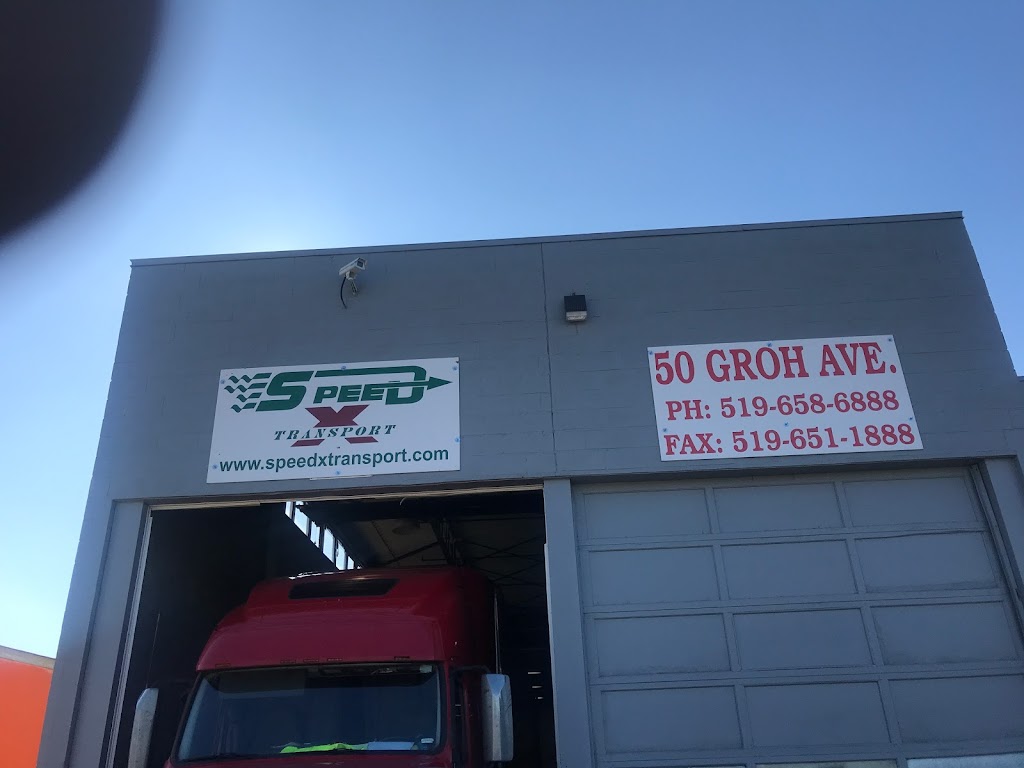 SPEED
X
TRANSPORT
www.speedxtransport.com
50 GROH AVE.
PH: 519-658-6888
FAX: 519-651-1888